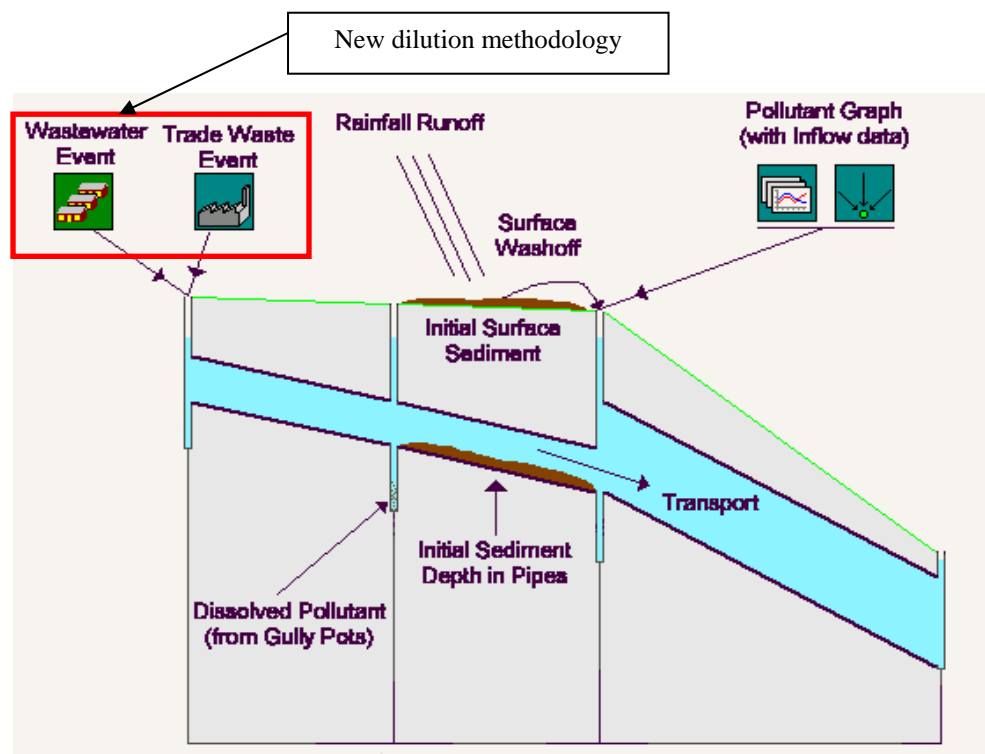 New dilution methodology
Wastewater
Event
Trade Waste
Event
Rainfall Runoff
Pollutant Graph
(with Inflow data)
Surface
Washoff
Initial Surface
Sediment
Transport
Initial Sediment
Depth in Pipes
Dissolved Pollutant
(from Gully Pots)